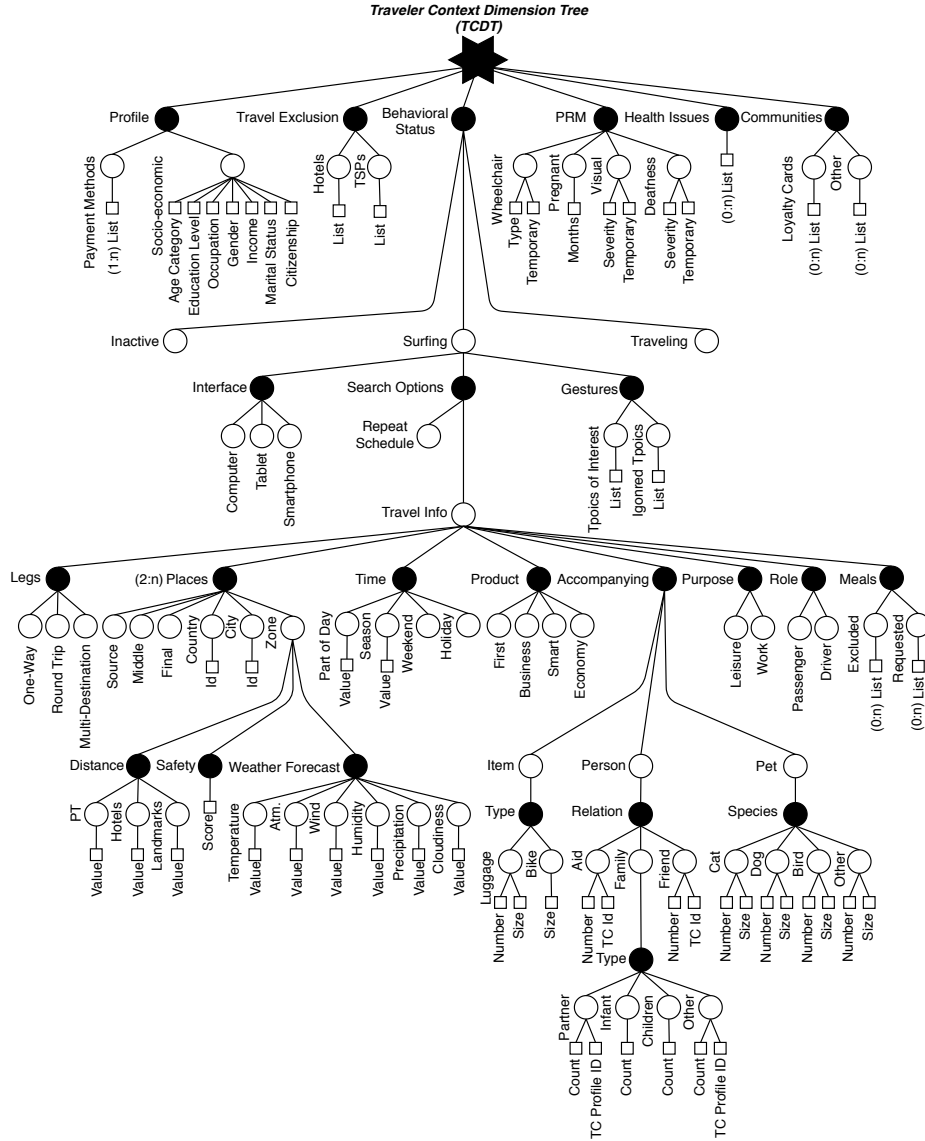 Traveler Context Dimension Tree
(TCDT)
Profile
Travel Exclusion
Behavioral
Status
PRM
Health Issues
Communities
Payment Methods
(1:n) List
Socio-economic
Age Category
Education Level
Occupation
Gender
Income
Marital Status
Citizenship
Hotels
List
TSPs
List
Wheelchair
Type
Temporary
Pregnant
Months
Visual
Severity
Temporary
Deafness
Severity
Temporary
(0:n) List
Loyalty Cards
(0:n) List
Other
(0:n) List
Inactive
Surfing
Traveling
Interface
Search Options
Gestures
Computer
Tablet
Smartphone
Repeat
Schedule
Tpoics of Interest
List
Igonred Tpoics
List
Travel Info
Legs
(2:n) Places
Time
Product
Accompanying
Purpose
Role
Meals
One-Way
Round Trip
Multi-Destination
Source
Middle
Final
Country
Id
City
Id
Zone
Part of Day
Value
Season
Value
Weekend
Holiday
First
Business
Smart
Economy
Leisure
Work
Passenger
Driver
Excluded
(0:n) List
Requested
(0:n) List
Distance
Safety
Weather Forecast
Item
Person
Pet
PT
Value
Hotels
Value
Landmarks
Value
Score
Temperature
Value
Atm.
Value
Wind
Value
Humidity
Value
Precipitation
Value
Cloudiness
Value
Type
Relation
Species
Luggage
Number
Size
Bike
Size
Aid
Number
TC Id
Family
Friend
Number
TC Id
Cat
Number
Size
Dog
Number
Size
Bird
Number
Size
Other
Number
Size
Type
Partner
Count
TC Profile ID
Infant
Count
Children
Count
Other
Count
TC Profile ID